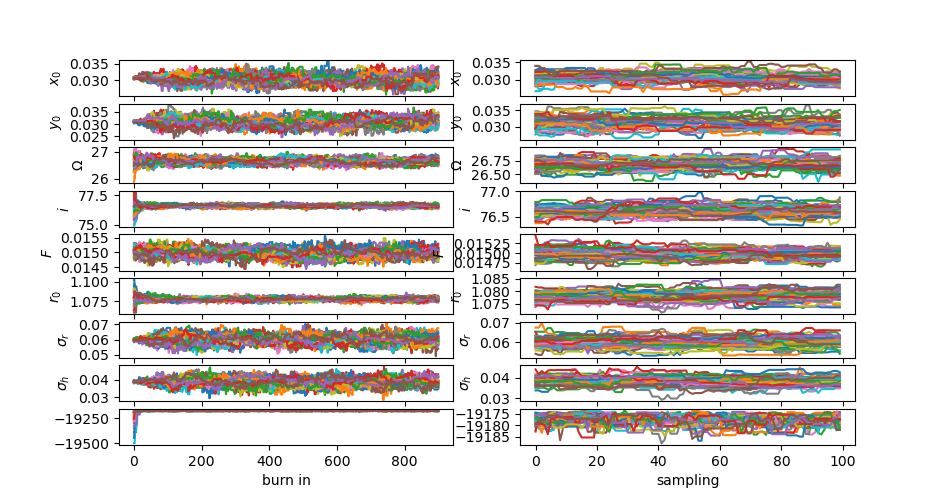 x₀ 0.035 0.030 x₀ 0.035 0.030
y₀ 0.035 0.030 0.025 y₀ 0.035 0.030
Ω 27 26 Ω 26.75 26.50
i 77.5 75.0 i 77.0 76.5
F 0.0155 0.0150 0.0145 F 0.01525 0.01500 0.01475
r₀ 1.100 1.075 r₀ 1.085 1.080 1.075
σᵣ 0.07 0.06 0.05 σᵣ 0.07 0.06
σₕ 0.04 0.03 σₕ 0.04 0.03
−19250 −19500 −19175 −19180 −19185
0 200 400 600 800 0 20 40 60 80 100
burn in sampling